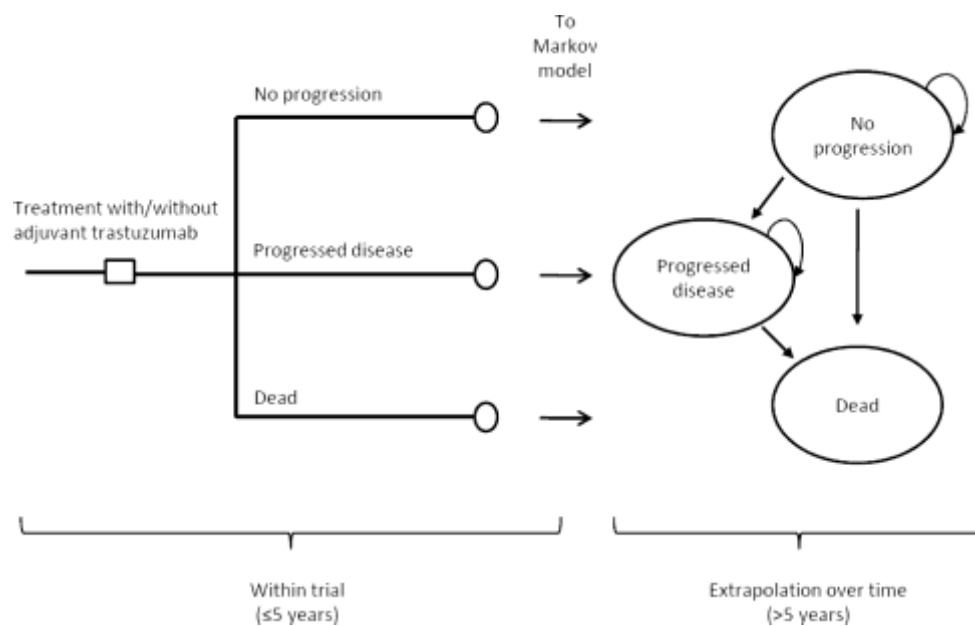 To
Markov
model
No progression
No
progression
Treatment with/without
adjuvant trastuzumab
Progressed disease
Progressed
disease
Dead
Dead
Within trial
(≤5 years)
Extrapolation over time
(>5 years)